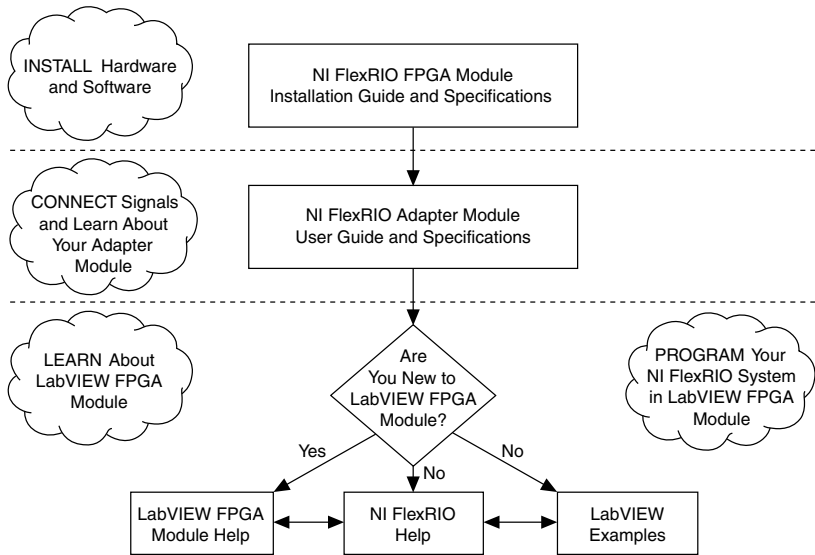 INSTALL Hardware
and Software
NI FlexRIO FPGA Module
Installation Guide and Specifications
CONNECT Signals
and Learn About
Your Adapter
Module
NI FlexRIO Adapter Module
User Guide and Specifications
LEARN About
LabVIEW FPGA
Module
Are
You New to
LabVIEW FPGA
Module?
PROGRAM Your
NI FlexRIO System
in LabVIEW FPGA
Module
Yes
No
No
LabVIEW FPGA
Module Help
NI FlexRIO
Help
LabVIEW
Examples